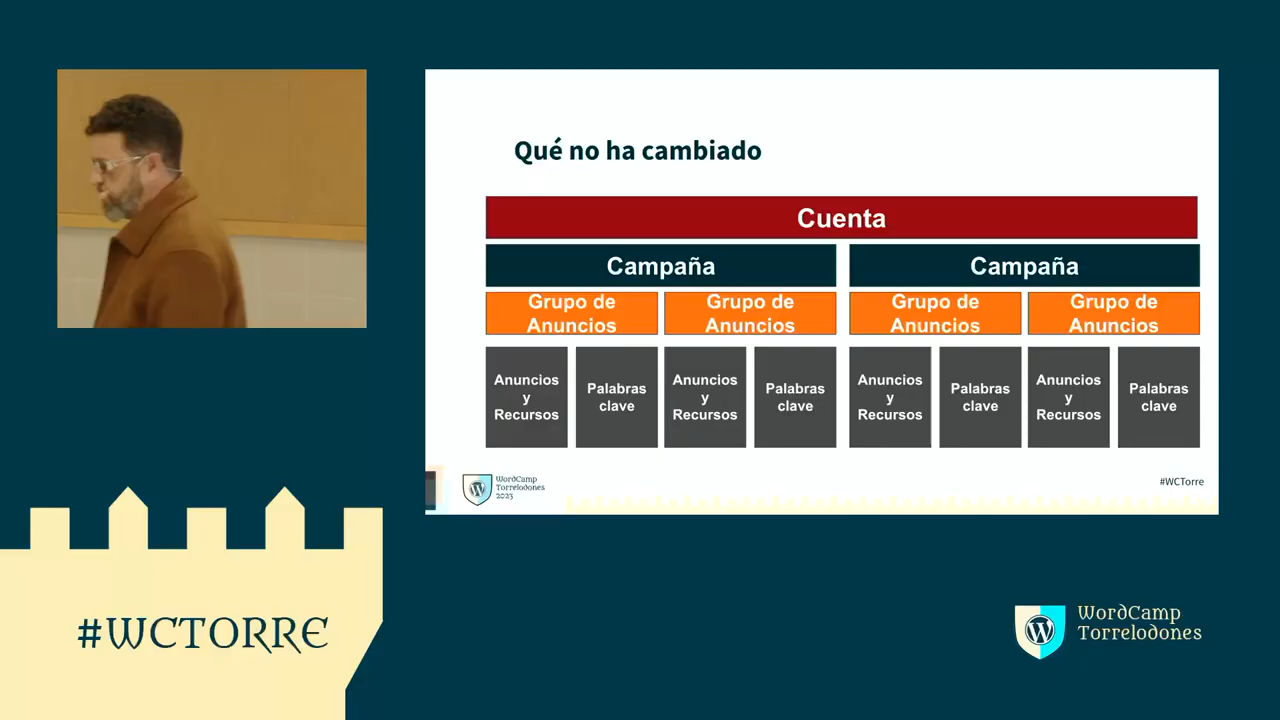 Qué no ha cambiado
Cuenta
Campaña
Campaña
Grupo de
Anuncios
Grupo de
Anuncios
Grupo de
Anuncios
Grupo de
Anuncios
Anuncios
y
Recursos
Palabras
clave
Anuncios
y
Recursos
Palabras
clave
Anuncios
y
Recursos
Palabras
clave
Anuncios
y
Recursos
Palabras
clave
WordCamp
Torrelodones
2023
#WCTorre
#WCTORRE
WordCamp
Torrelodones